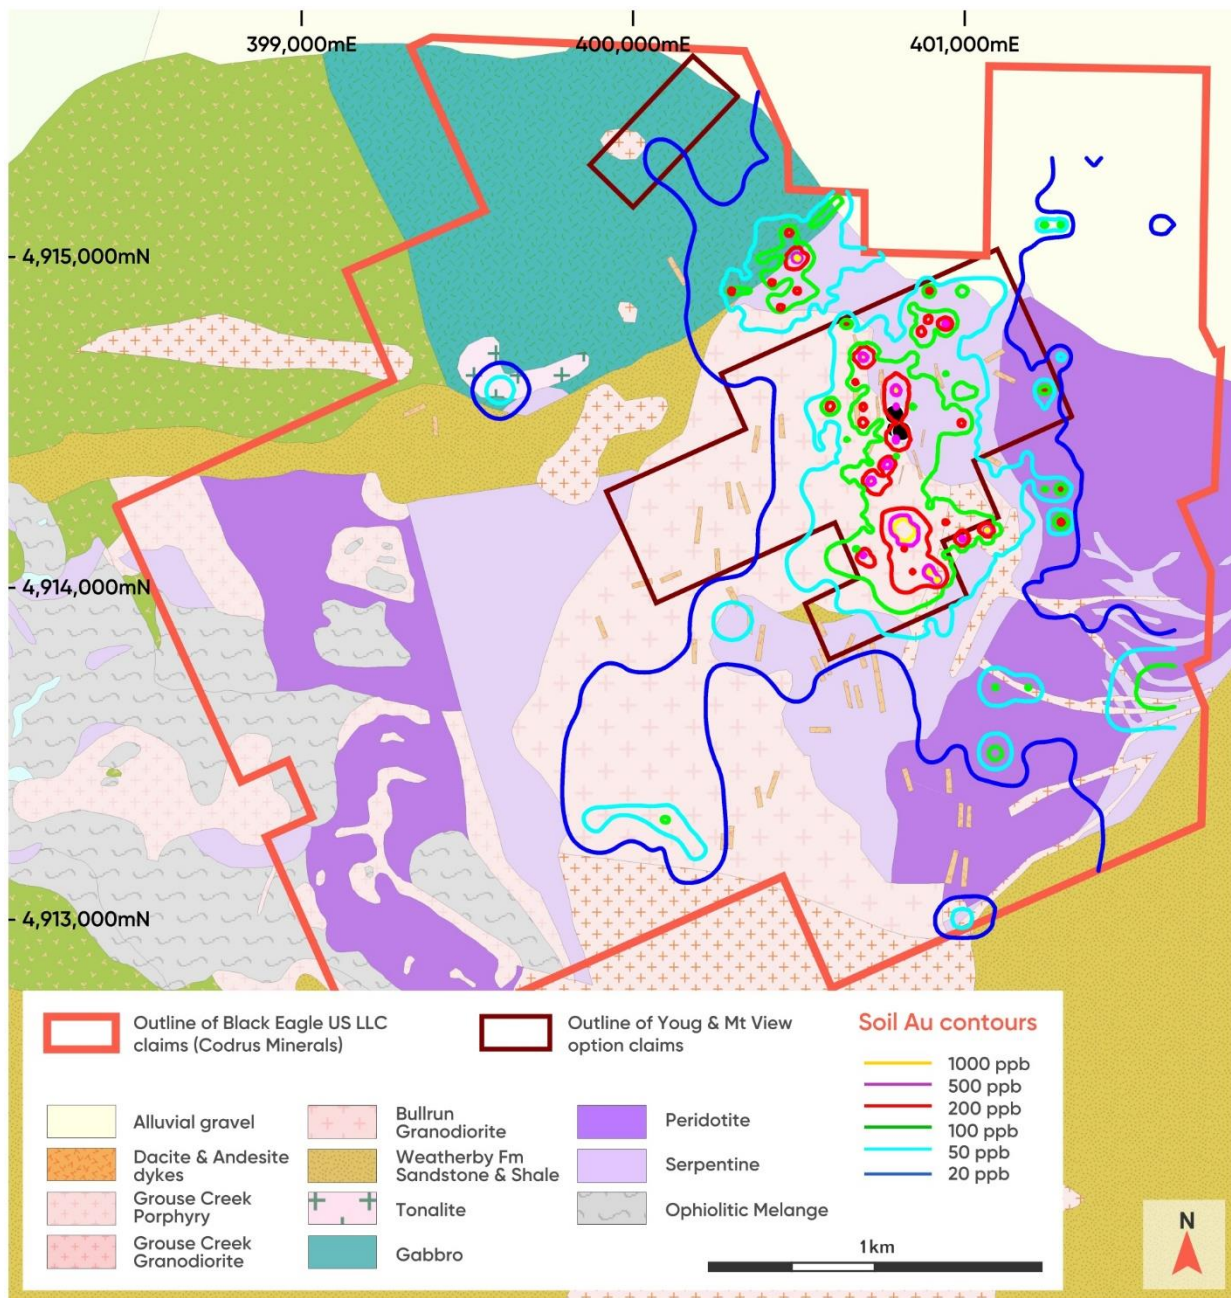 399,000mE
400,000mE
401,000mE
4,915,000mN
4,914,000mN
4,913,000mN
Outline of Black Eagle US LLC
claims (Codrus Minerals)
Outline of Youg & Mt View
option claims
Soil Au contours
1000 ppb
500 ppb
200 ppb
100 ppb
50 ppb
20 ppb
Alluvial gravel
Dacite & Andesite
dykes
Grouse Creek
Porphyry
Grouse Creek
Granodiorite
Bullrun
Granodiorite
Weatherby Fm
Sandstone & Shale
Tonalite
Gabbro
Peridotite
Serpentine
Ophiolitic Melange
1km
N